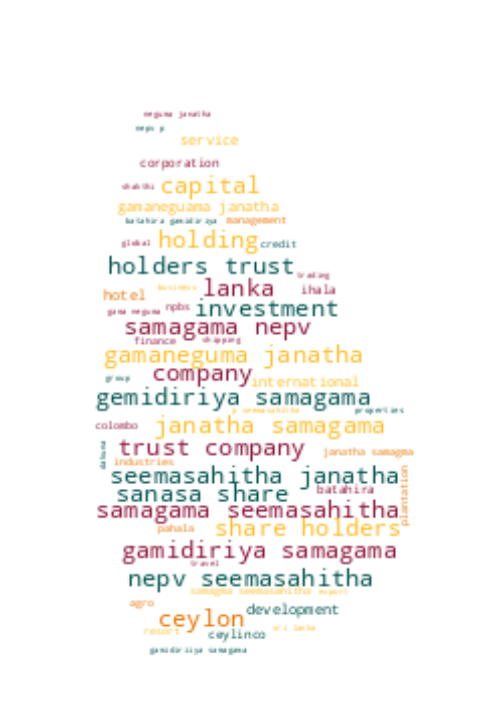 neguma janatha
nepv p
service
corporation
shakthi capital
gamaneguama janatha
batahira gamidiriya management
global holding credit
holders trust
trading
business lanka ihala
hotel
gama neguma npbs investment
samagama nepv
finance shipping
gamaneguma janatha
group company international
gemidiriya samagama
p seemasahitha properties
colombo janatha samagama
trust company janatha samagma
industries
daluna
seemasahitha janatha
sanasa share batahira
samagama seemasahitha
plantation
pahala share holders
gamidiriya samagama
travel
nepv seemasahitha
samagma seemasahitha export
agro development
ceylon
resort ceylinco sri lanka
gamidiriiya samagama